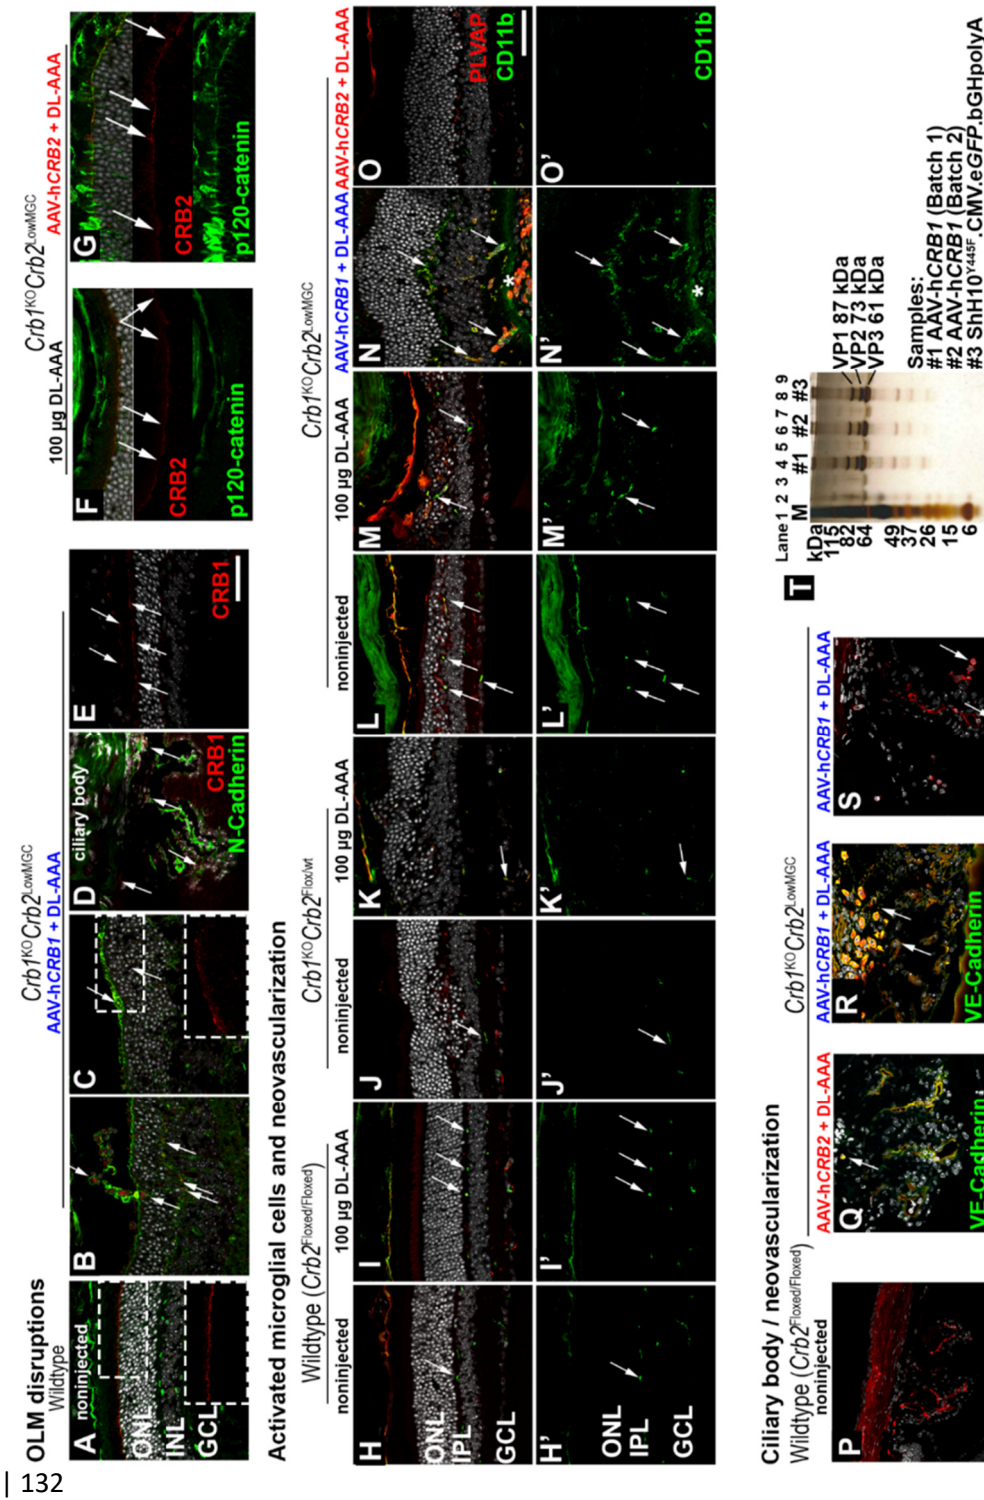 OLM disruptions
Wildtype
Crb1KOCrb2LowMGC
AAV-hCRB1 + DL-AAA
Crb1KOCrb2LowMGC
100 µg DL-AAA
AAV-hCRB2 + DL-AAA
A
noninjected
ONL
INL
GCL
B
C
D
ciliary body
CRB1
N-Cadherin
E
CRB1
F
CRB2
p120-catenin
G
CRB2
p120-catenin
Activated microglial cells and neovascularization
Wildtype (Crb2Floxed/Floxed)
Crb1KOCrb2Flox/wt
Crb1KOCrb2LowMGC
noninjected
100 µg DL-AAA
noninjected
100 µg DL-AAA
noninjected
100 µg DL-AAA
AAV-hCRB1 + DL-AAA
AAV-hCRB2 + DL-AAA
H
ONL
IPL
GCL
I
J
K
L
M
N
*
O
PLVAP
CD11b
H'
ONL
IPL
GCL
I'
J'
K'
L'
M'
N'
*
O'
CD11b
Ciliary body / neovascularization
Wildtype (Crb2Floxed/Floxed)
noninjected
Crb1KOCrb2LowMGC
AAV-hCRB2 + DL-AAA
AAV-hCRB1 + DL-AAA
AAV-hCRB1 + DL-AAA
P
Q
VE-Cadherin
R
VE-Cadherin
S
T
Lane 1 2 3 4 5 6 7 8 9
kDa M #1 #2 #3
115
82
64
49
37
26
15
6
VP1 87 kDa
VP2 73 kDa
VP3 61 kDa
Samples:
#1 AAV-hCRB1 (Batch 1)
#2 AAV-hCRB1 (Batch 2)
#3 ShH10Y445F.CMV.eGFP.bGHpolyA
| 132